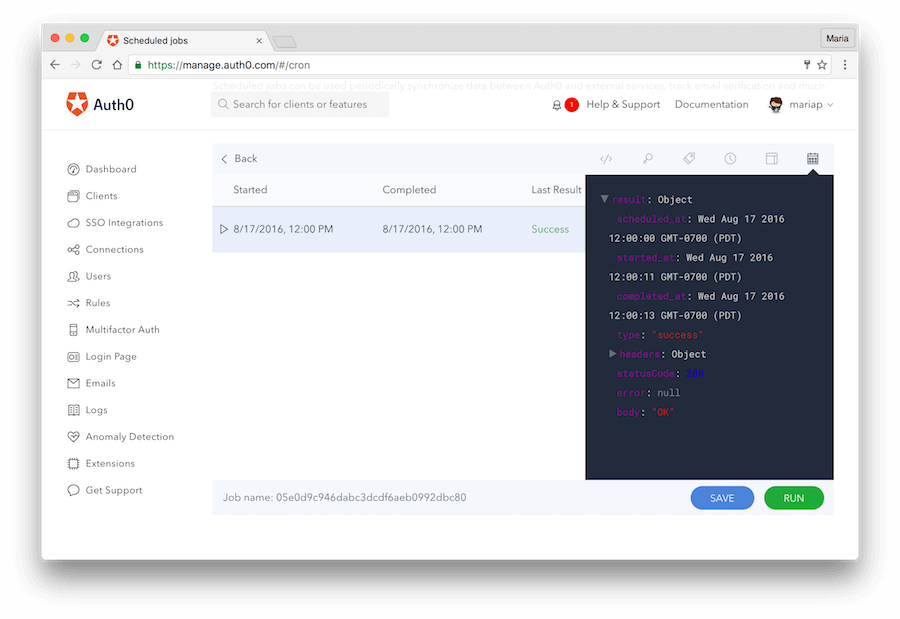 Scheduled jobs
Maria
https://manage.auth0.com/#/cron
Scheduled jobs can be used periodically synchronize data between Auth0 and external services, track email verification and much
Auth0
Search for clients or features
1
Help & Support
Documentation
mariap
Dashboard
Clients
SSO Integrations
Connections
Users
Rules
Multifactor Auth
Login Page
Emails
Logs
Anomaly Detection
Extensions
Get Support
Back
Started
Completed
Last Result
8/17/2016, 12:00 PM
8/17/2016, 12:00 PM
Success
result: Object
scheduled_at: Wed Aug 17 2016
12:00:00 GMT-0700 (PDT)
started_at: Wed Aug 17 2016
12:00:11 GMT-0700 (PDT)
completed_at: Wed Aug 17 2016
12:00:13 GMT-0700 (PDT)
type: "success"
headers: Object
statusCode: 200
error: null
body: "OK"
Job name: 05e0d9c946dabc3dcdf6aeb0992dbc80
SAVE
RUN